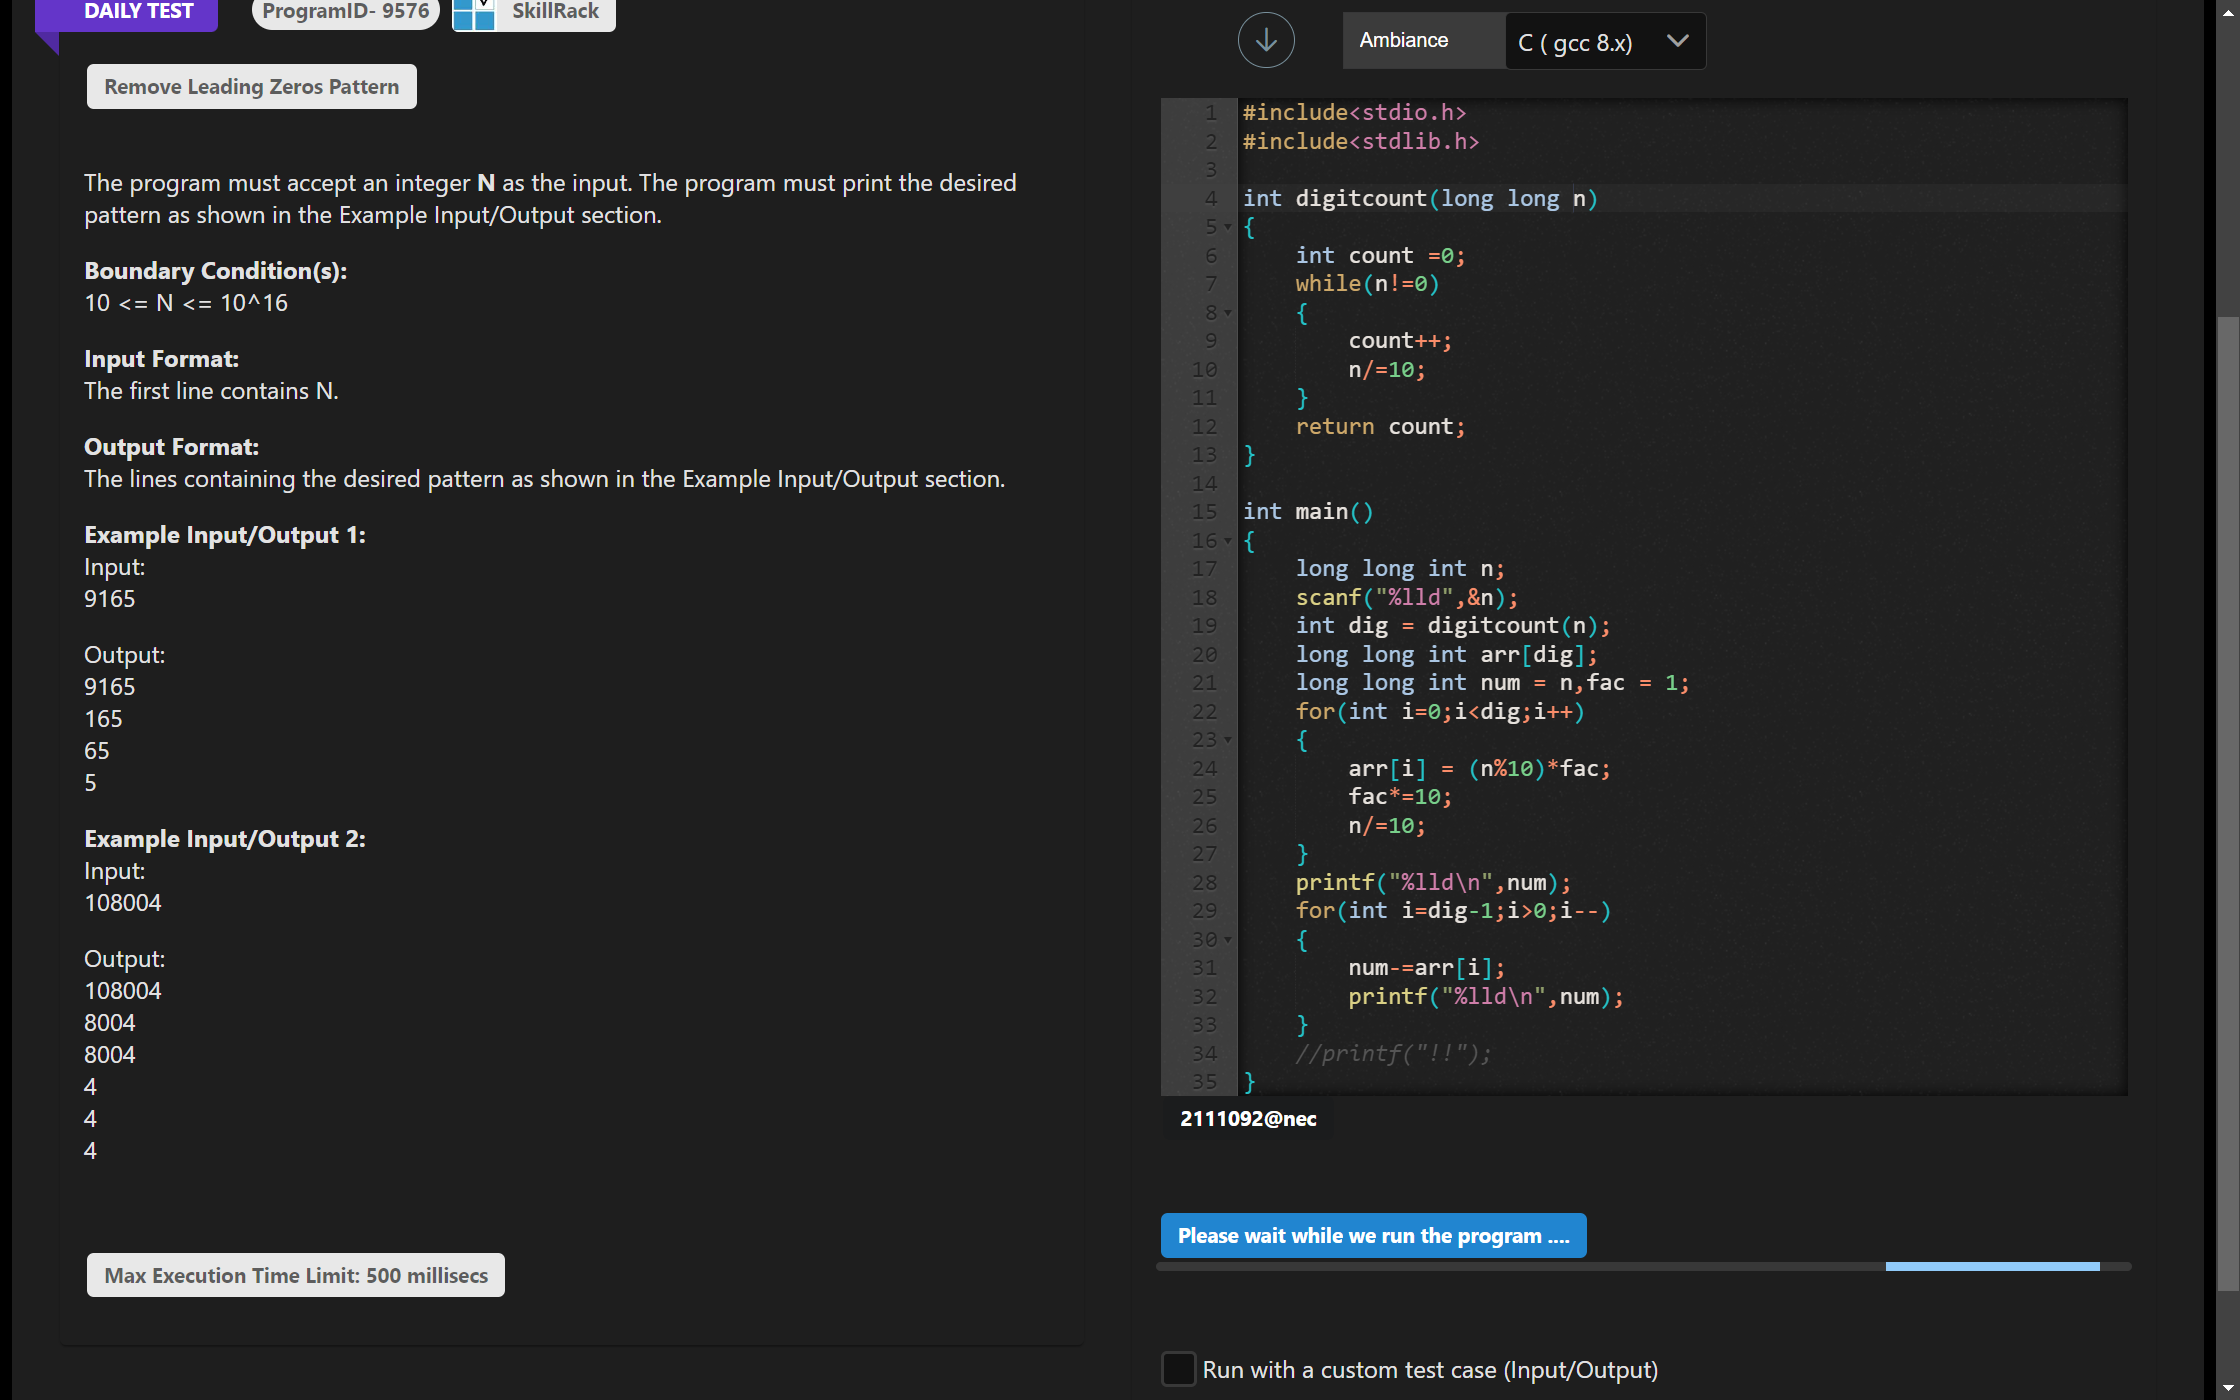 DAILY TEST
ProgramID- 9576
SkillRack
Remove Leading Zeros Pattern
The program must accept an integer N as the input. The program must print the desired
pattern as shown in the Example Input/Output section.
Boundary Condition(s):
10 <= N <= 10^16
Input Format:
The first line contains N.
Output Format:
The lines containing the desired pattern as shown in the Example Input/Output section.
Example Input/Output 1:
Input:
9165
Output:
9165
165
65
5
Example Input/Output 2:
Input:
108004
Output:
108004
8004
8004
4
4
4
Max Execution Time Limit: 500 millisecs
Ambiance
C ( gcc 8.x)
1 #include<stdio.h>
2 #include<stdlib.h>
3
4 int digitcount(long long n)
5 {
6     int count =0;
7     while(n!=0)
8     {
9         count++;
10         n/=10;
11     }
12     return count;
13 }
14
15 int main()
16 {
17     long long int n;
18     scanf("%lld",&n);
19     int dig = digitcount(n);
20     long long int arr[dig];
21     long long int num = n,fac = 1;
22     for(int i=0;i<dig;i++)
23     {
24         arr[i] = (n%10)*fac;
25         fac*=10;
26         n/=10;
27     }
28     printf("%lld\n",num);
29     for(int i=dig-1;i>0;i--)
30     {
31         num-=arr[i];
32         printf("%lld\n",num);
33     }
34     //printf("!!");
35 }
2111092@nec
Please wait while we run the program ....
Run with a custom test case (Input/Output)